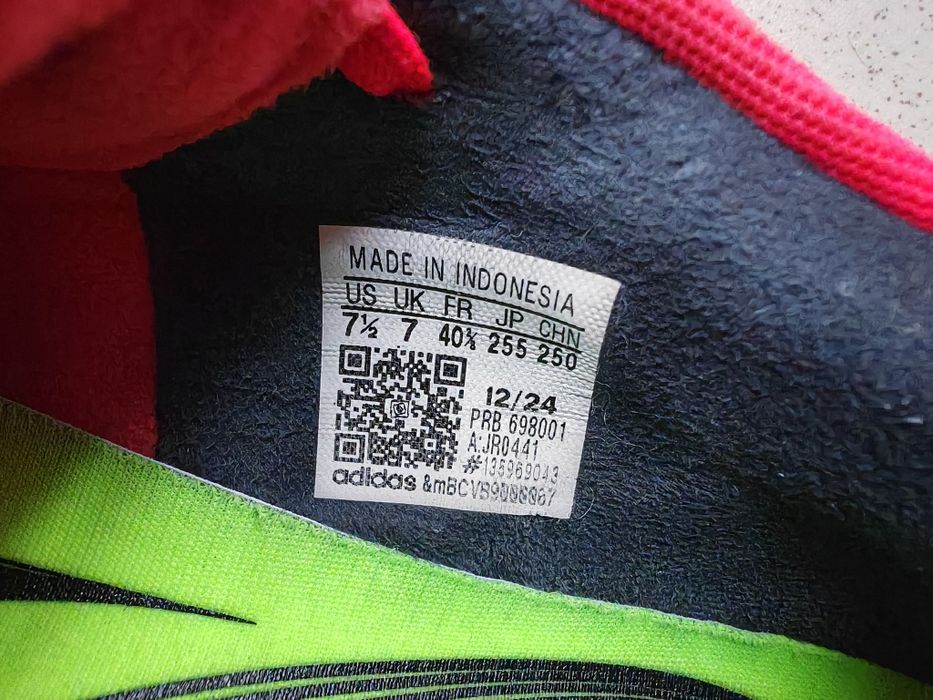 MADE IN INDONESIA
US UK FR JP CHN
7½ 7 40⅔ 255 250
12/24
PRB 698001
A:JR0441
#135969043
adidas &mBCVB9000067